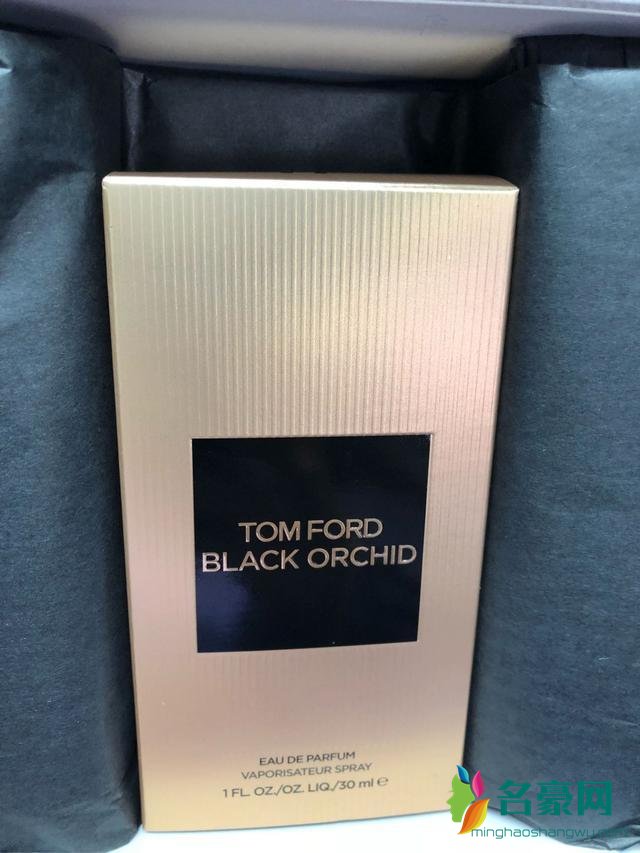 TOM FORD
BLACK ORCHID
EAU DE PARFUM
VAPORISATEUR SPRAY
1 FL. OZ./OZ. LIQ./30 ml ℮
名豪网
minghaoshangwu.com